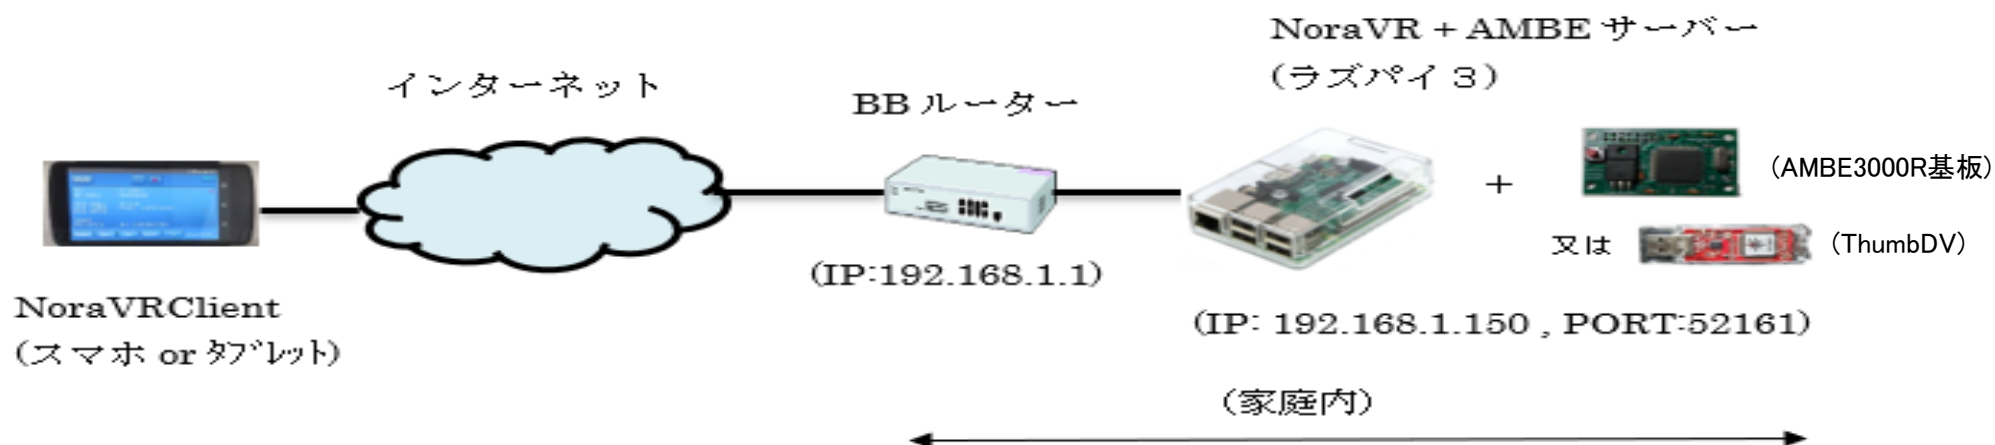 NoraVR + AMBE サーバー
(ラズパイ 3)
インターネット
BB ルーター
(AMBE3000R基板)
+
又は
(ThumbDV)
(IP:192.168.1.1)
NoraVRClient
(スマホ or ﾀﾌﾞﾚｯﾄ)
(IP: 192.168.1.150 , PORT:52161)
(家庭内)